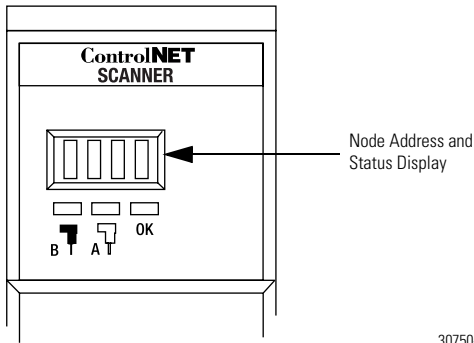 ControlNET
SCANNER
Node Address and
Status Display
B A OK
30750